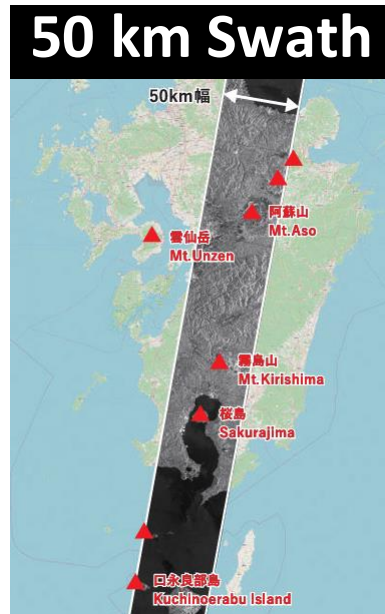 50 km Swath
50km幅
阿蘇山
Mt.Aso
雲仙岳
Mt.Unzen
霧島山
Mt.Kirishima
桜島
Sakurajima
口永良部島
Kuchinoerabu Island